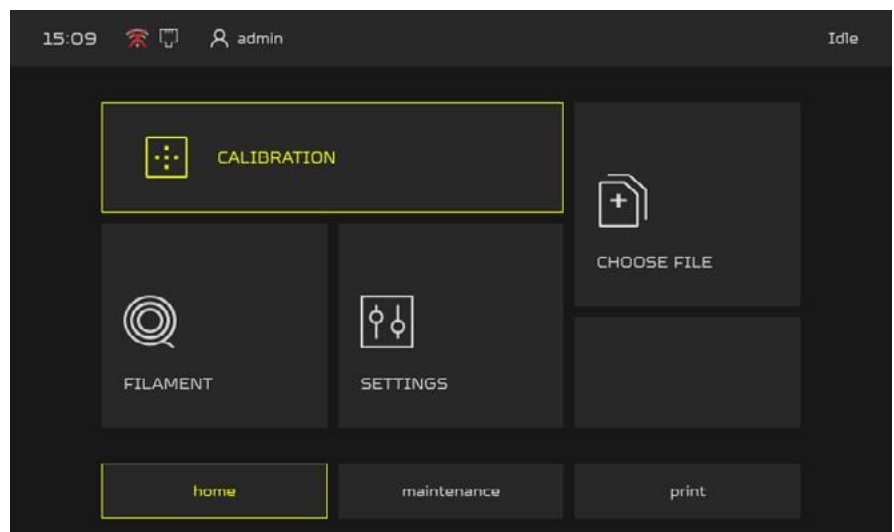 15:09 admin Idle
CALIBRATION
CHOOSE FILE
FILAMENT SETTINGS
home maintenance print